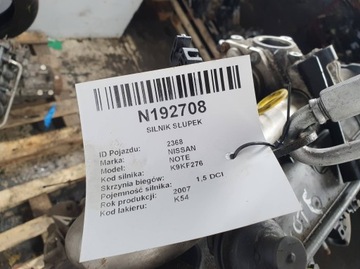 N192708
SILNIK SLUPEK
ID Pojazdu: 2368
Marka: NISSAN
Model: NOTE
Kod silnika: K9KF276
Skrzynia biegów:
Pojemność silnika: 1,5 DCI
Rok produkcji: 2007
Kod lakieru: K54